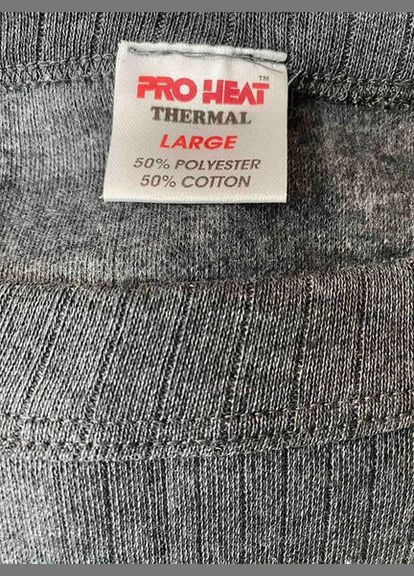 PRO HEAT™
THERMAL
LARGE
50% POLYESTER
50% COTTON